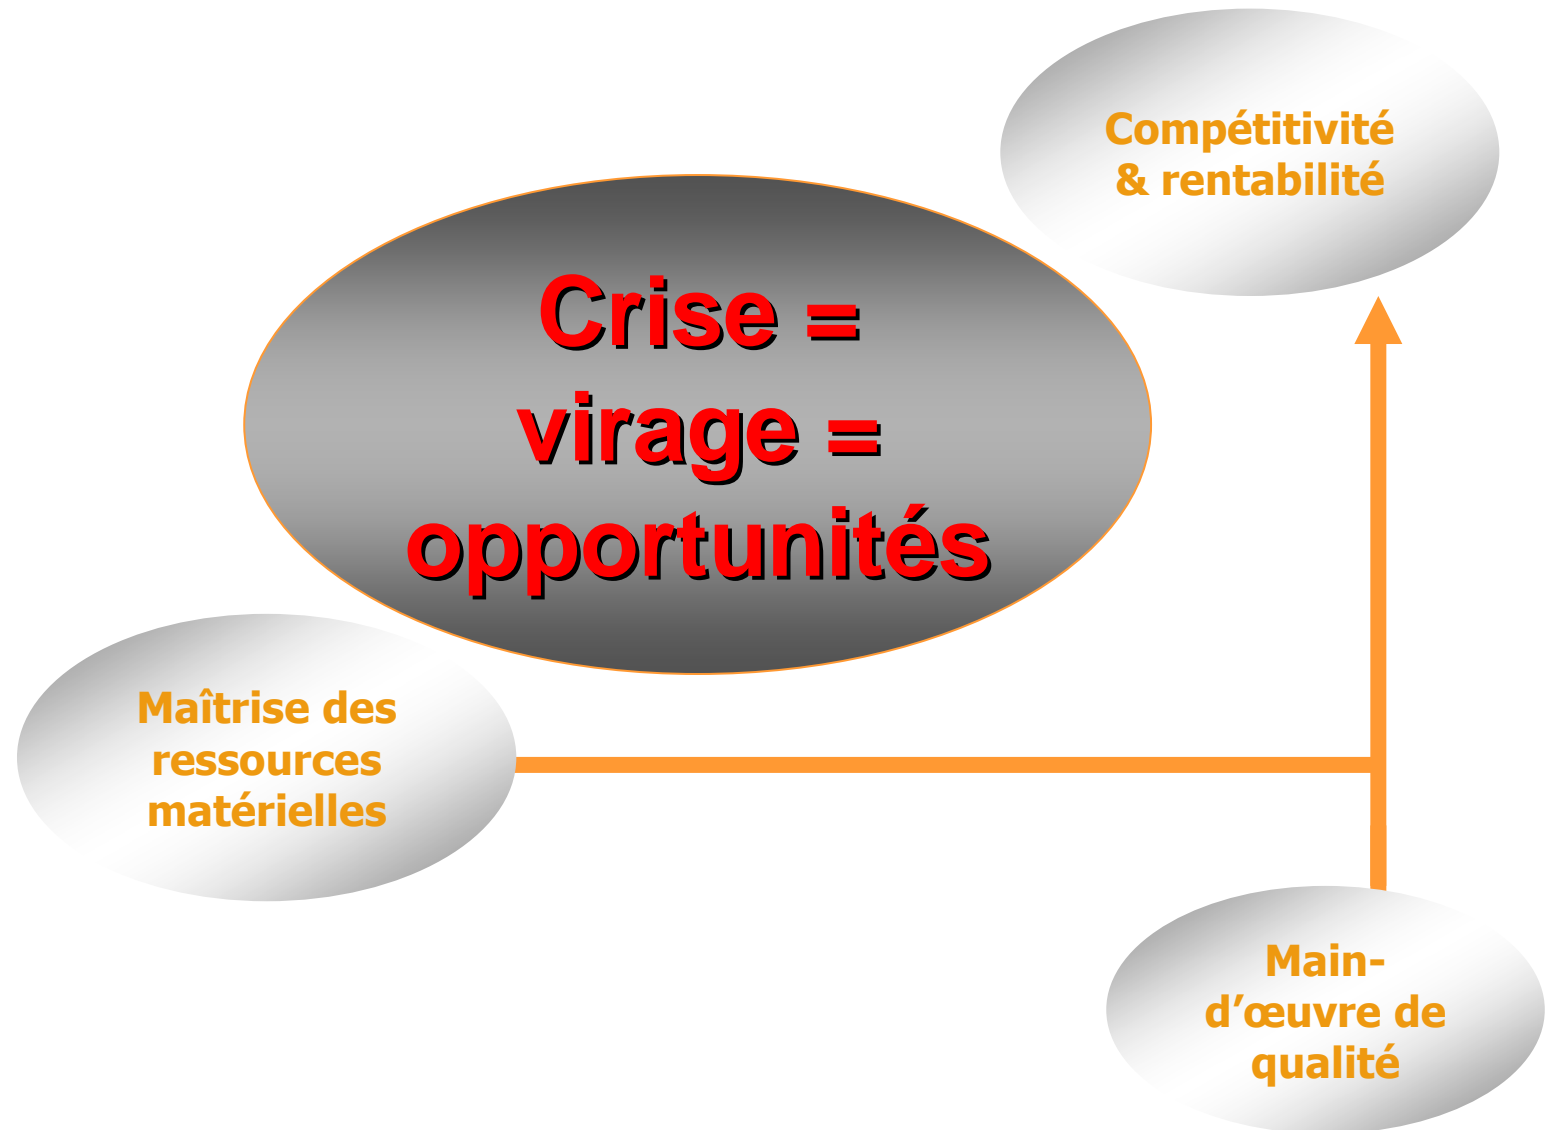 Compétitivité
& rentabilité
Crise =
virage =
opportunités
Maîtrise des
ressources
matérielles
Main-
d’œuvre de
qualité